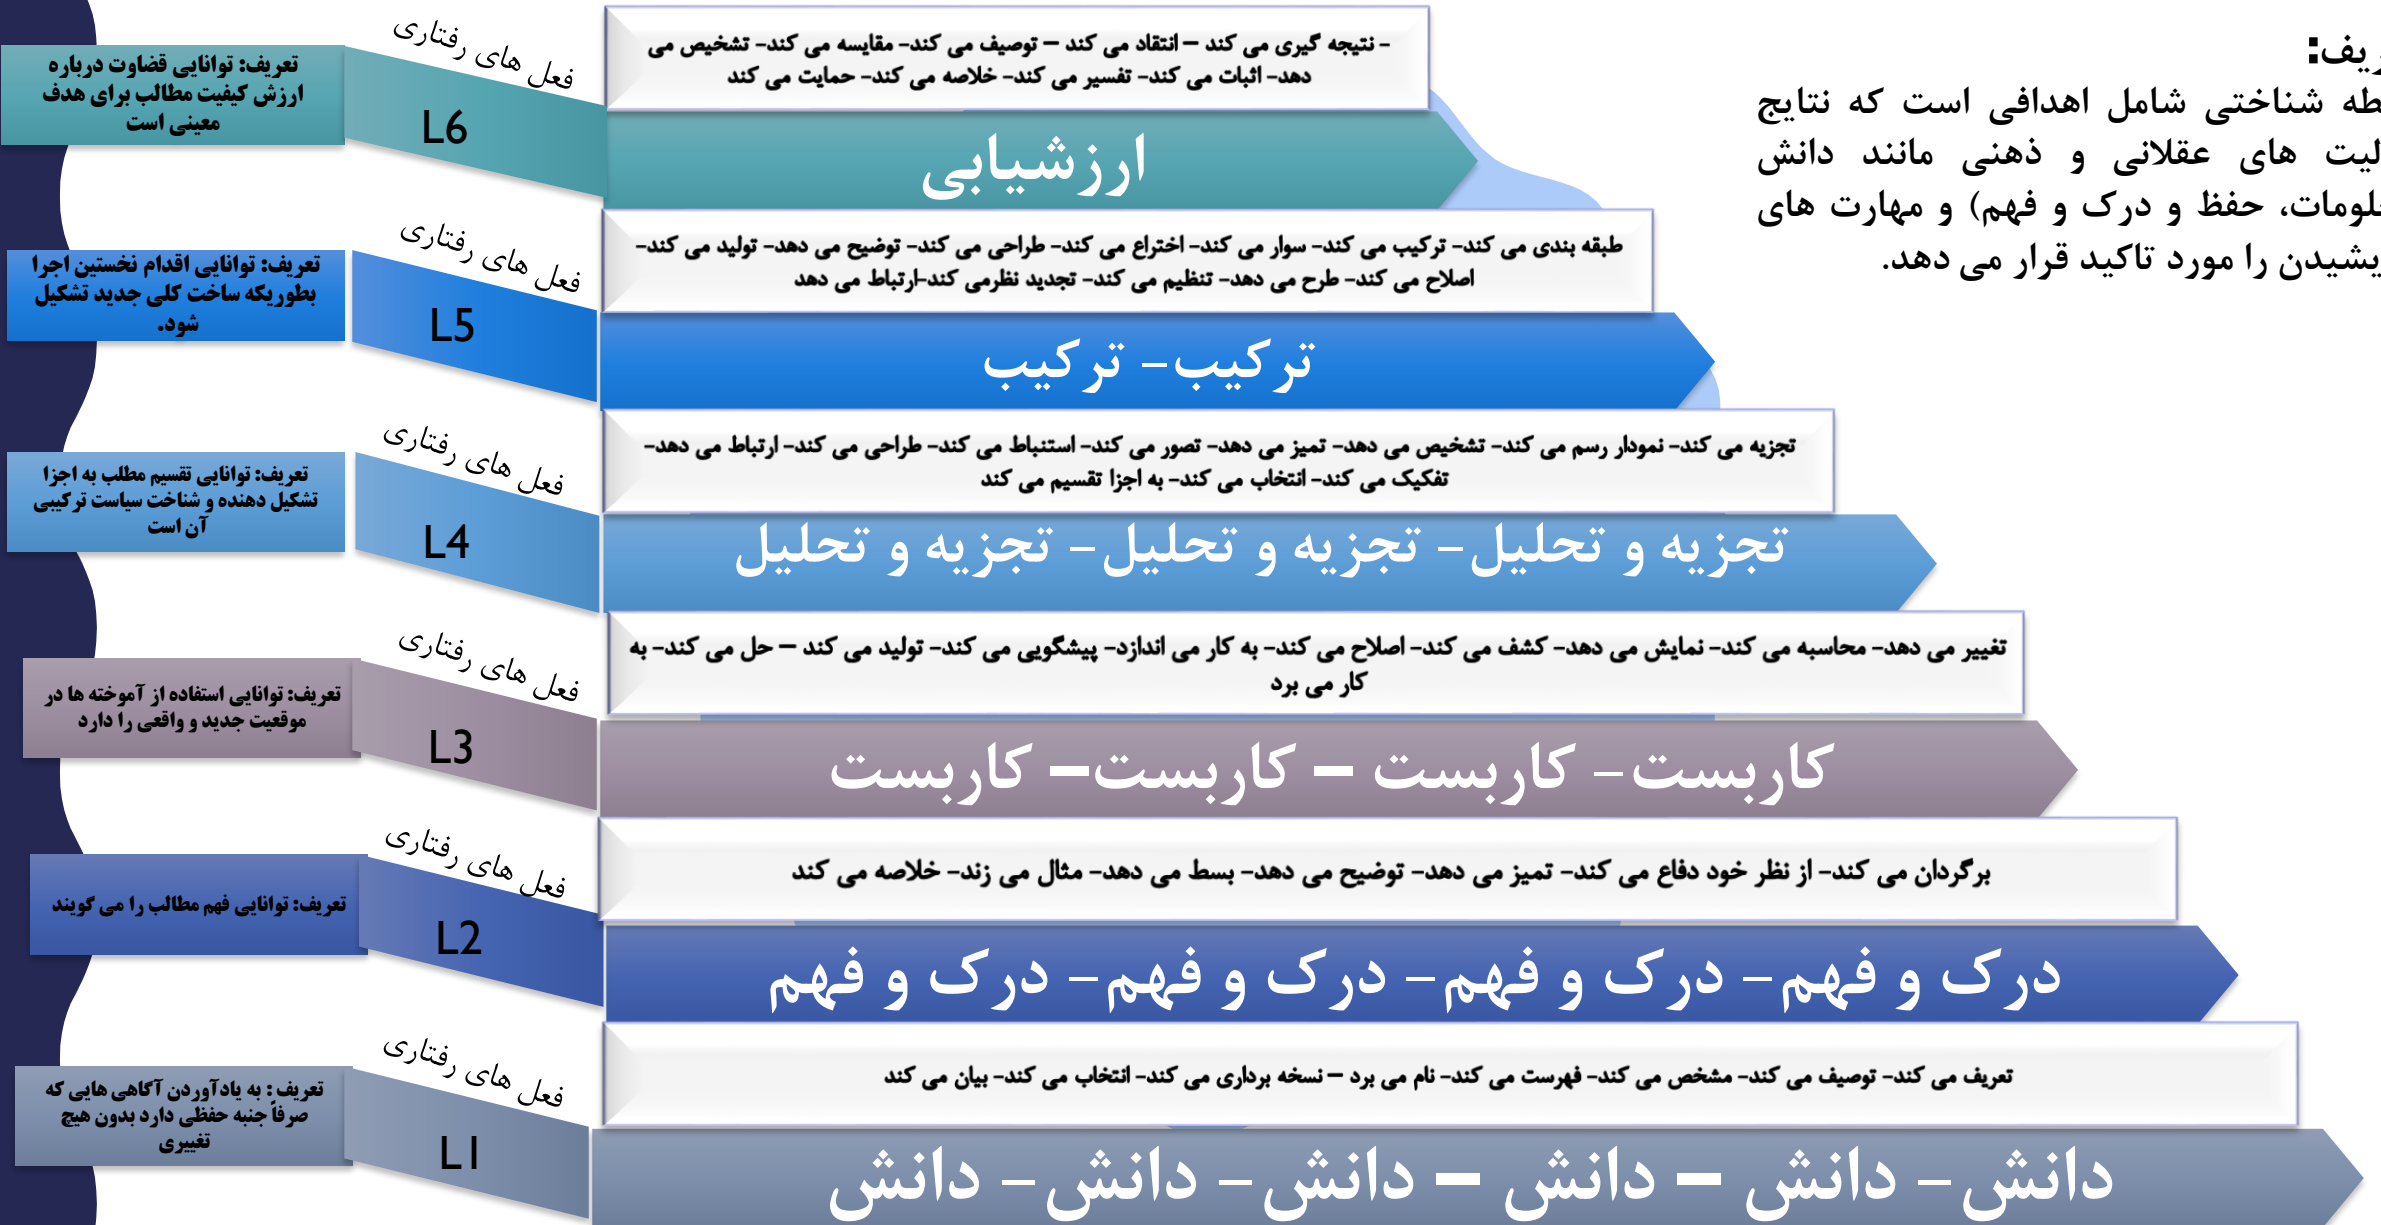 تعریف: توانایی قضاوت درباره
ارزش کیفیت مطالب برای هدف
معینی است
فعل های رفتاری
L6
- نتیجه گیری می کند – انتقاد می کند – توصیف می کند- مقایسه می کند- تشخیص می
دهد- اثبات می کند- تفسیر می کند- خلاصه می کند- حمایت می کند
ارزشیابی
شناختی شامل اهدافی است که نتایج
های عقلانی و ذهنی مانند دانش
حفظ و درک و فهم) و مهارت های
را مورد تاکید قرار می دهد.
تعریف: توانایی اقدام نخستین اجرا
بطوریکه ساخت کلی جدید تشکیل
شود.
فعل های رفتاری
L5
طبقه بندی می کند- ترکیب می کند- سوار می کند- اختراع می کند- طراحی می کند- توضیح می دهد- تولید می کند-
اصلاح می کند- طرح می دهد- تنظیم می کند- تجدید نظرمی کند-ارتباط می دهد
ترکیب- ترکیب
تعریف: توانایی تقسیم مطلب به اجزا
تشکیل دهنده و شناخت سیاست ترکیبی
آن است
فعل های رفتاری
L4
تجزیه می کند- نمودار رسم می کند- تشخیص می دهد- تمیز می دهد- تصور می کند- استنباط می کند- طراحی می کند- ارتباط می دهد-
تفکیک می کند- انتخاب می کند- به اجزا تقسیم می کند
تجزیه و تحلیل- تجزیه و تحلیل- تجزیه و تحلیل
تعریف: توانایی استفاده از آموخته ها در
موقعیت جدید و واقعی را دارد
فعل های رفتاری
L3
تغییر می دهد- محاسبه می کند- نمایش می دهد- کشف می کند- اصلاح می کند- به کار می اندازد- پیشگویی می کند- تولید می کند – حل می کند- به
کار می برد
کاربست- کاربست – کاربست– کاربست
تعریف: توانایی فهم مطالب را می گویند
فعل های رفتاری
L2
برگردان می کند- از نظر خود دفاع می کند- تمیز می دهد- توضیح می دهد- بسط می دهد- مثال می زند- خلاصه می کند
درک و فهم- درک و فهم- درک و فهم- درک و فهم
تعریف : به یادآوردن آگاهی هایی که
صرفاً جنبه حفظی دارد بدون هیچ
تغییری
فعل های رفتاری
L1
تعریف می کند- توصیف می کند- مشخص می کند- فهرست می کند- نام می برد – نسخه برداری می کند- انتخاب می کند- بیان می کند
دانش- دانش – دانش – دانش- دانش- دانش